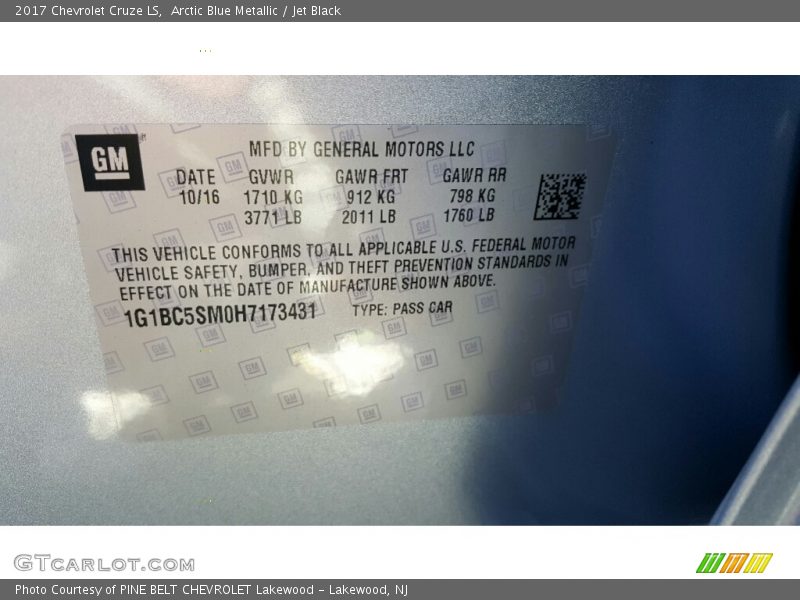 2017 Chevrolet Cruze LS,  Arctic Blue Metallic / Jet Black
GM
MFD BY GENERAL MOTORS LLC
DATE GVWR GAWR FRT GAWR RR
10/16 1710 KG 912 KG 798 KG
3771 LB 2011 LB 1760 LB
THIS VEHICLE CONFORMS TO ALL APPLICABLE U.S. FEDERAL MOTOR
VEHICLE SAFETY, BUMPER, AND THEFT PREVENTION STANDARDS IN
EFFECT ON THE DATE OF MANUFACTURE SHOWN ABOVE.
1G1BC5SM0H7173431 TYPE: PASS CAR
GTCARLOT.COM
Photo Courtesy of PINE BELT CHEVROLET Lakewood - Lakewood, NJ